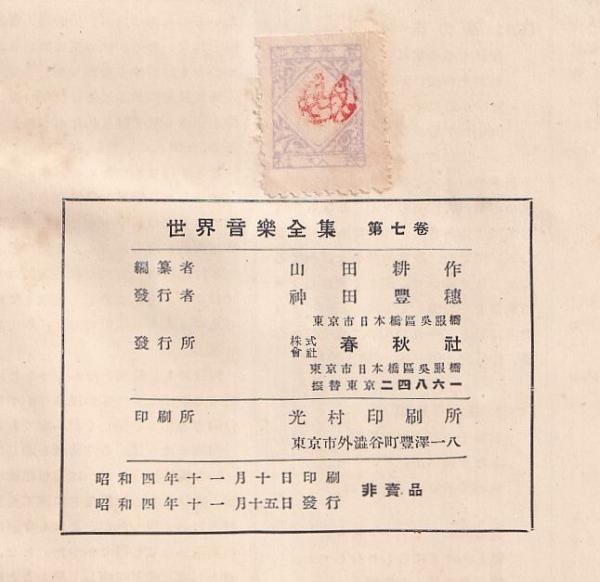 世界音樂全集 第七卷
編纂者 山田耕作
發行者 神田豐穗
東京市日本橋區吳服橋
發行所 株式會社 春秋社
東京市日本橋區吳服橋
振替東京二四八六一
印刷所 光村印刷所
東京市外澁谷町豐澤一八
昭和四年十一月十日印刷
昭和四年十一月十五日發行
非賣品